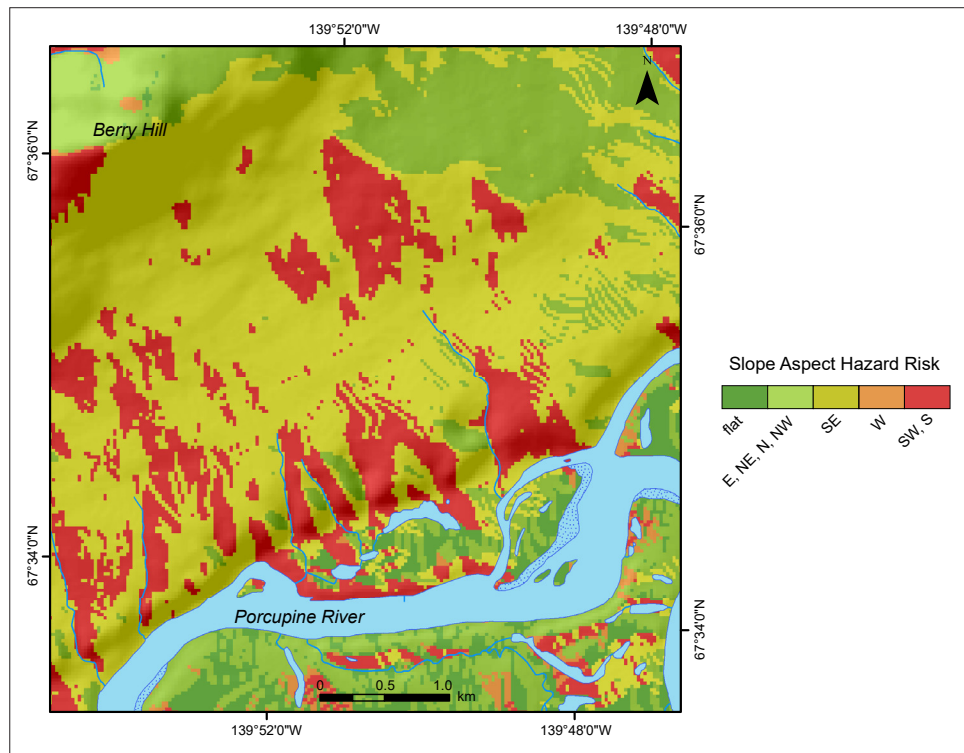 139°52'0"W
139°48'0"W
N
Berry Hill
67°36'0"N
67°36'0"N
Slope Aspect Hazard Risk
flat
E, NE, N, NW
SE
W
SW, S
67°34'0"N
Porcupine River
67°34'0"N
0
0.5
1.0
km
139°52'0"W
139°48'0"W